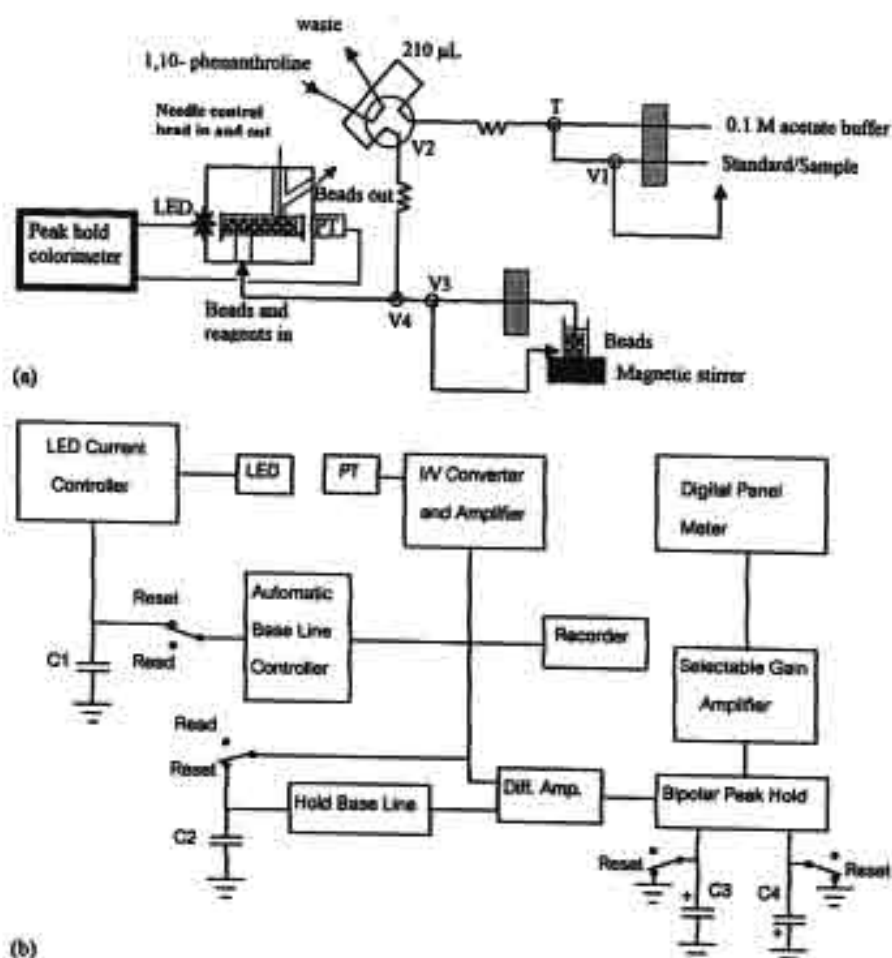 waste
210 µL
1,10- phenanthroline
Needle control
head in and out
V2
T
0.1 M acetate buffer
V1
Standard/Sample
Beads out
LED
PT
Peak hold
colorimeter
Beads and
reagents in
V4
V3
Beads
Magnetic stirrer
(a)
LED Current
Controller
LED
PT
I/V Converter
and Amplifier
Digital Panel
Meter
Reset
Read
C1
Automatic
Base Line
Controller
Recorder
Selectable Gain
Amplifier
Read
Reset
C2
Hold Base Line
Diff. Amp.
Bipolar Peak Hold
Reset
C3
C4
Reset
+
+
(b)